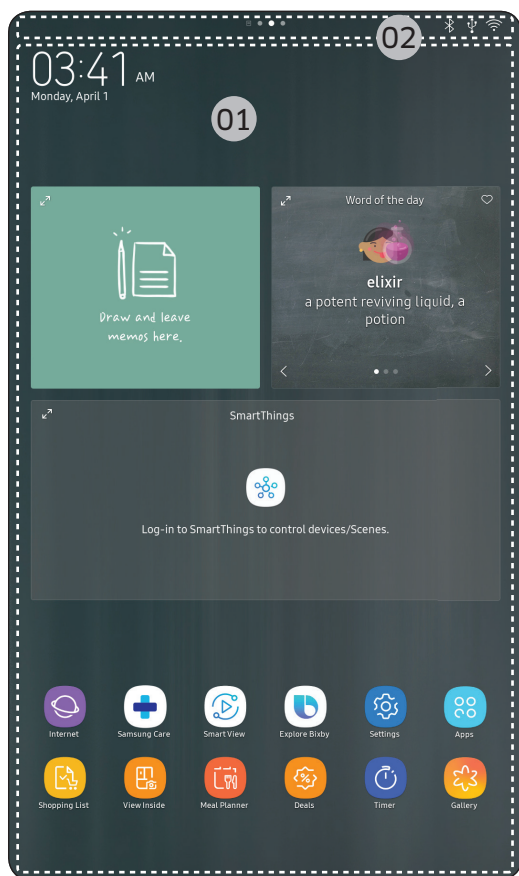 02
03:41 AM
Monday, April 1
01
Word of the day
elixir
a potent reviving liquid, a
potion
Draw and leave
memos here.
SmartThings
Log-in to SmartThings to control devices/Scenes.
Internet
Samsung Care
Smart View
Explore Bixby
Settings
Apps
Shopping List
View Inside
Meal Planner
Deals
Timer
Gallery